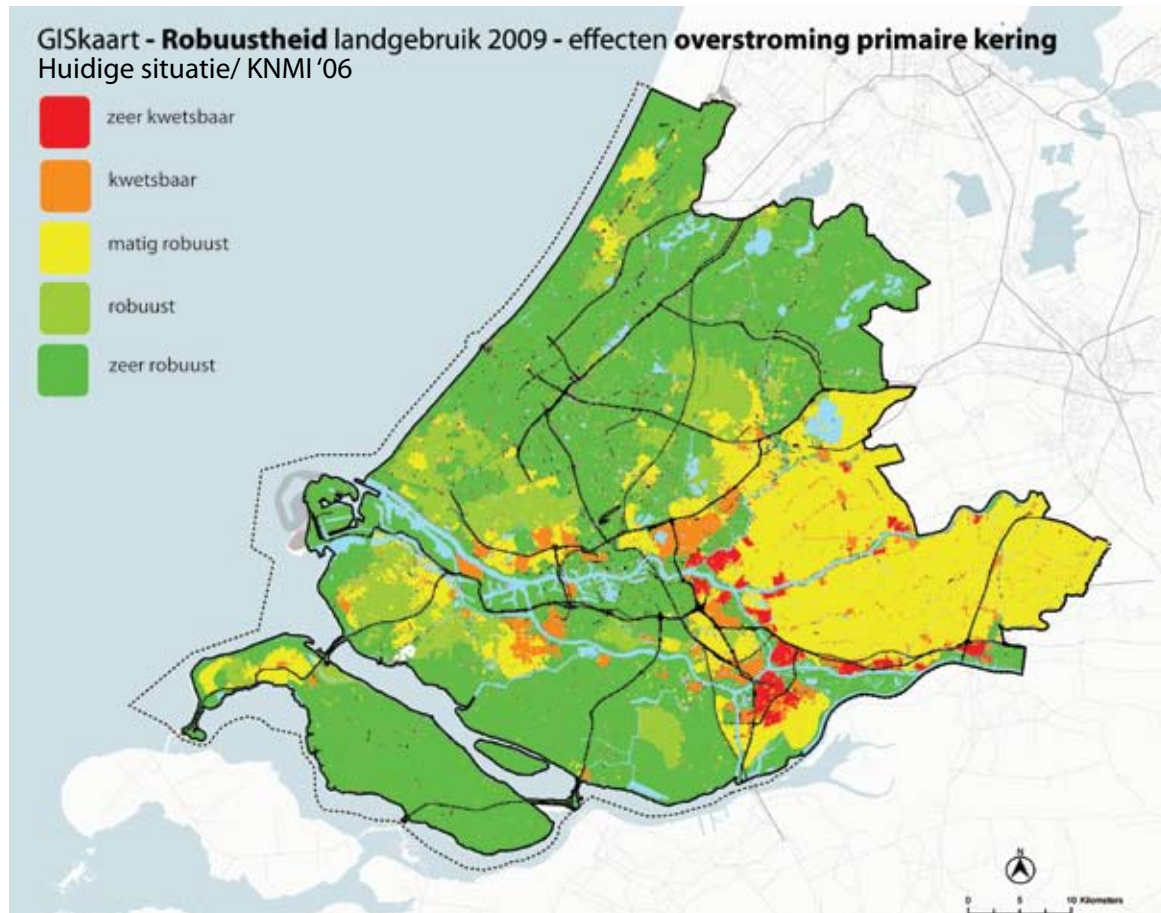 GISkaart - Robuustheid landgebruik 2009 - effecten overstroming primaire kering
Huidige situatie/ KNMI ‘06
zeer kwetsbaar
kwetsbaar
matig robuust
robuust
zeer robuust
N
0 5 10 Kilometers